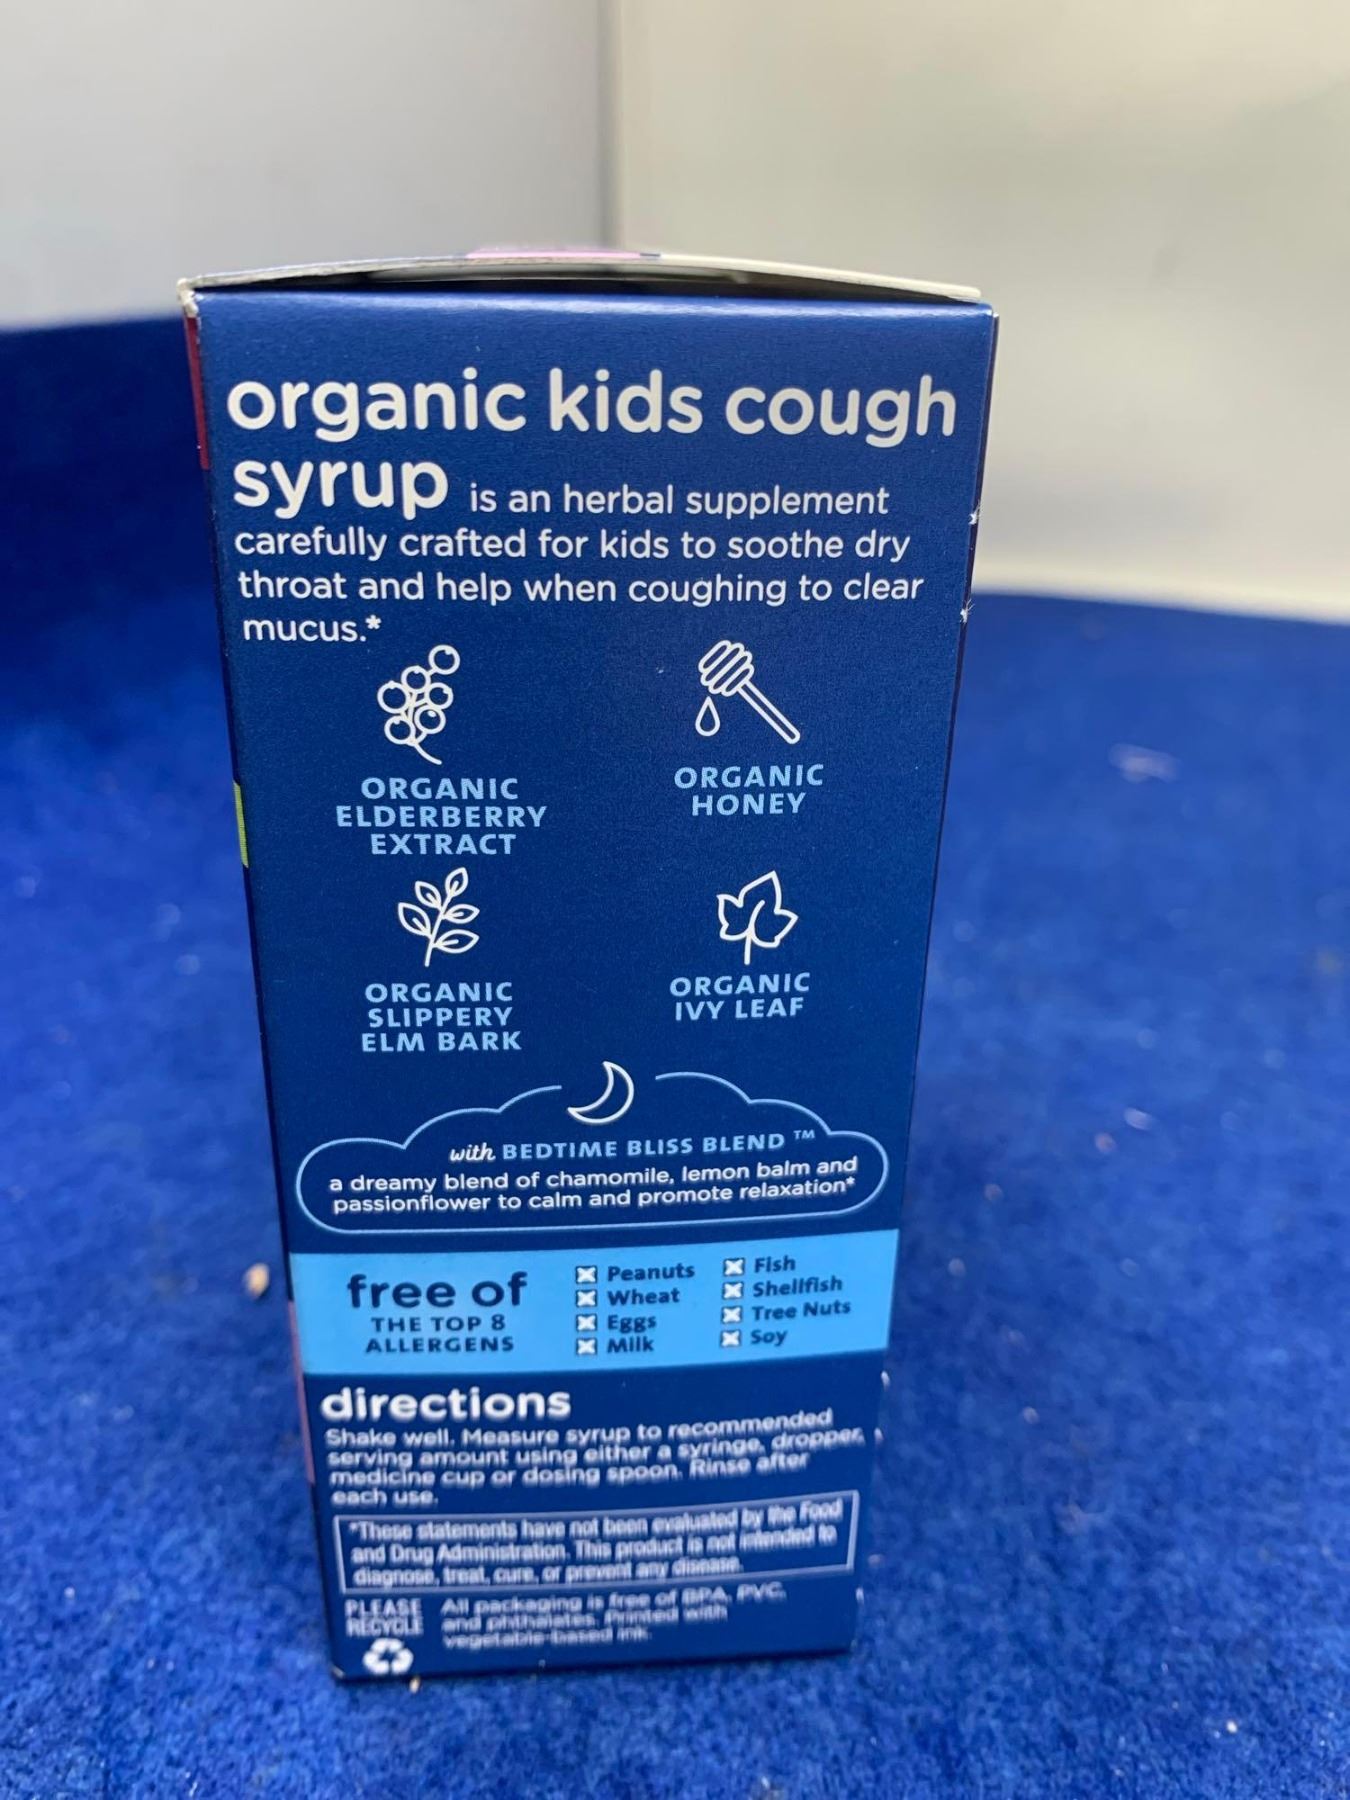 organic kids cough
syrup is an herbal supplement
carefully crafted for kids to soothe dry
throat and help when coughing to clear
mucus.*
ORGANIC
ELDERBERRY
EXTRACT
ORGANIC
HONEY
ORGANIC
SLIPPERY
ELM BARK
ORGANIC
IVY LEAF
with BEDTIME BLISS BLEND™
a dreamy blend of chamomile, lemon balm and
passionflower to calm and promote relaxation*
free of
THE TOP 8
ALLERGENS
Peanuts
Wheat
Eggs
Milk
Fish
Shellfish
Tree Nuts
Soy
directions
Shake well. Measure syrup to recommended
serving amount using either a syringe, dropper,
medicine cup or dosing spoon. Rinse after
each use.
*These statements have not been evaluated by the Food
and Drug Administration. This product is not intended to
diagnose, treat, cure, or prevent any disease.
PLEASE
RECYCLE
All packaging is free of BPA, PVC,
and phthalates. Printed with
vegetable-based ink.